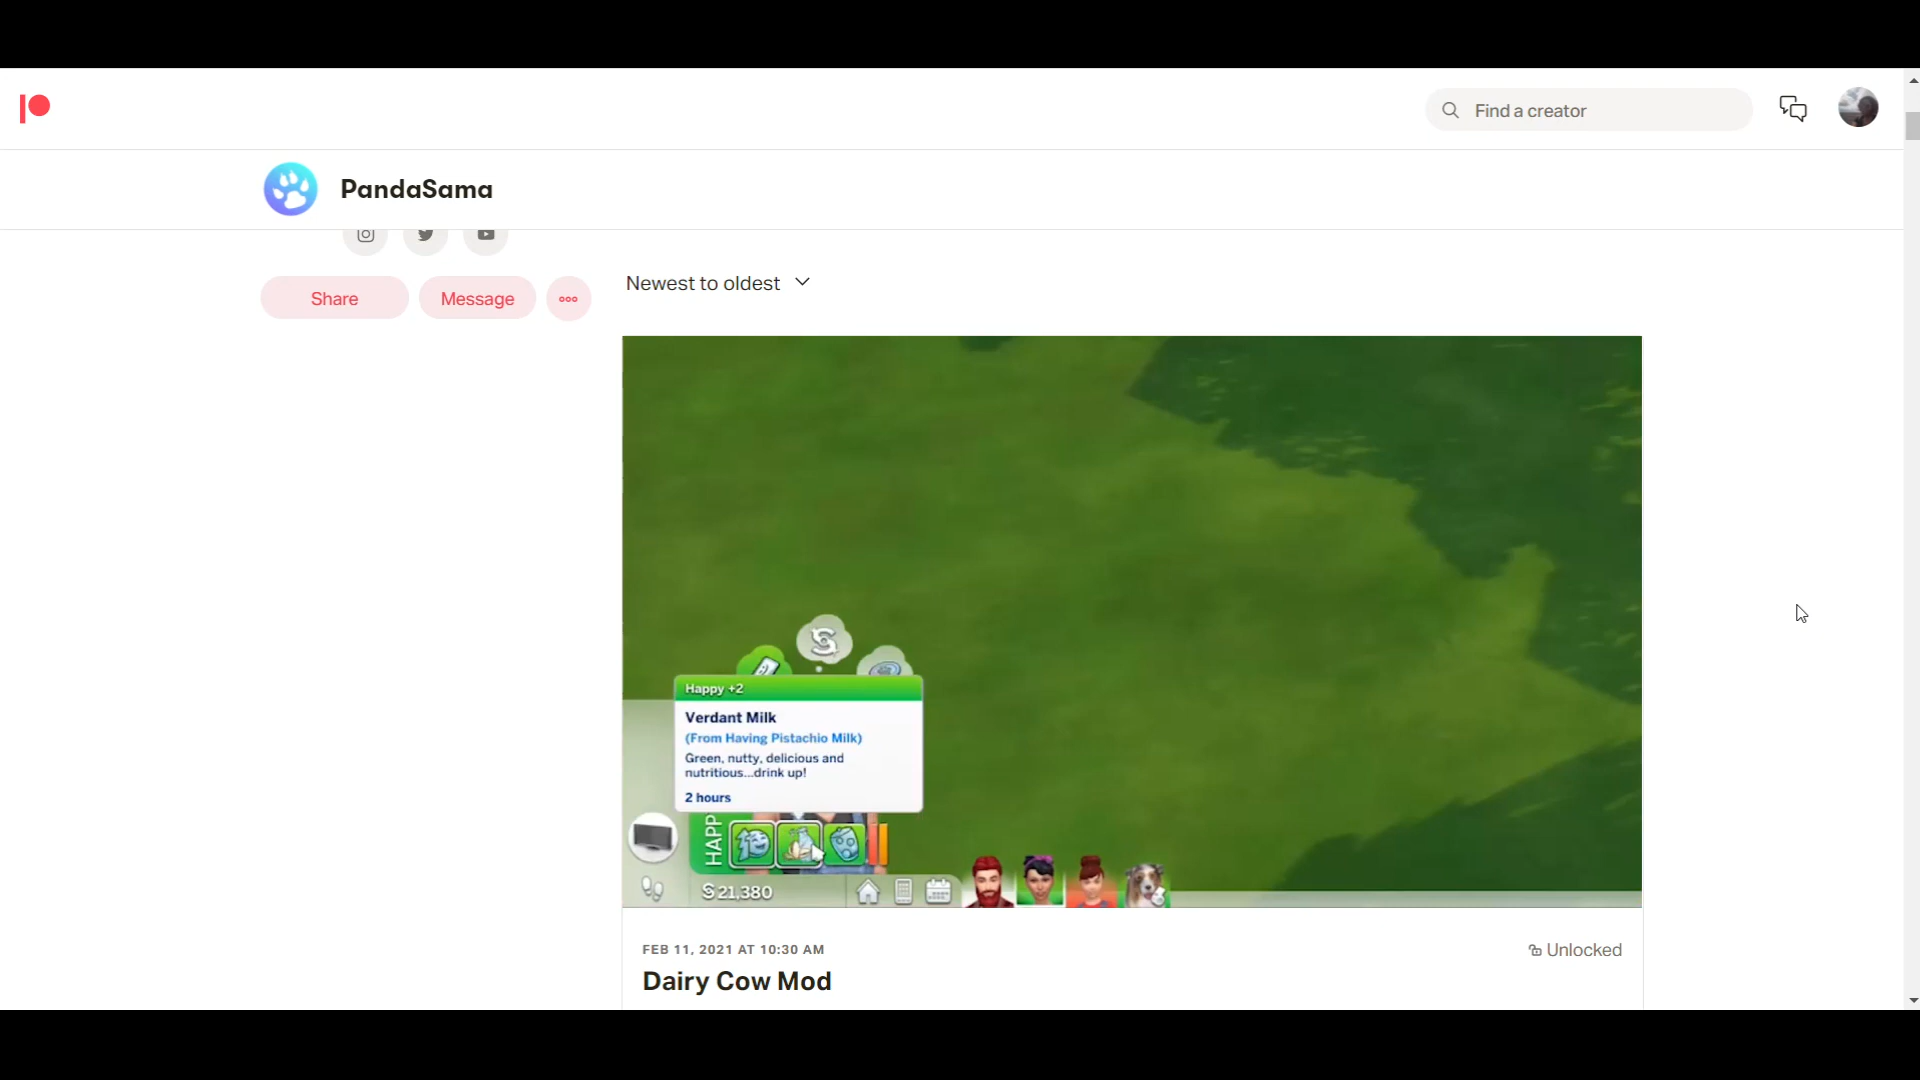 Find a creator
PandaSama
Share
Message
Newest to oldest
Happy +2
Verdant Milk
(From Having Pistachio Milk)
Green, nutty, delicious and
nutritious...drink up!
2 hours
HAPP
§21,380
FEB 11, 2021 AT 10:30 AM
Unlocked
Dairy Cow Mod